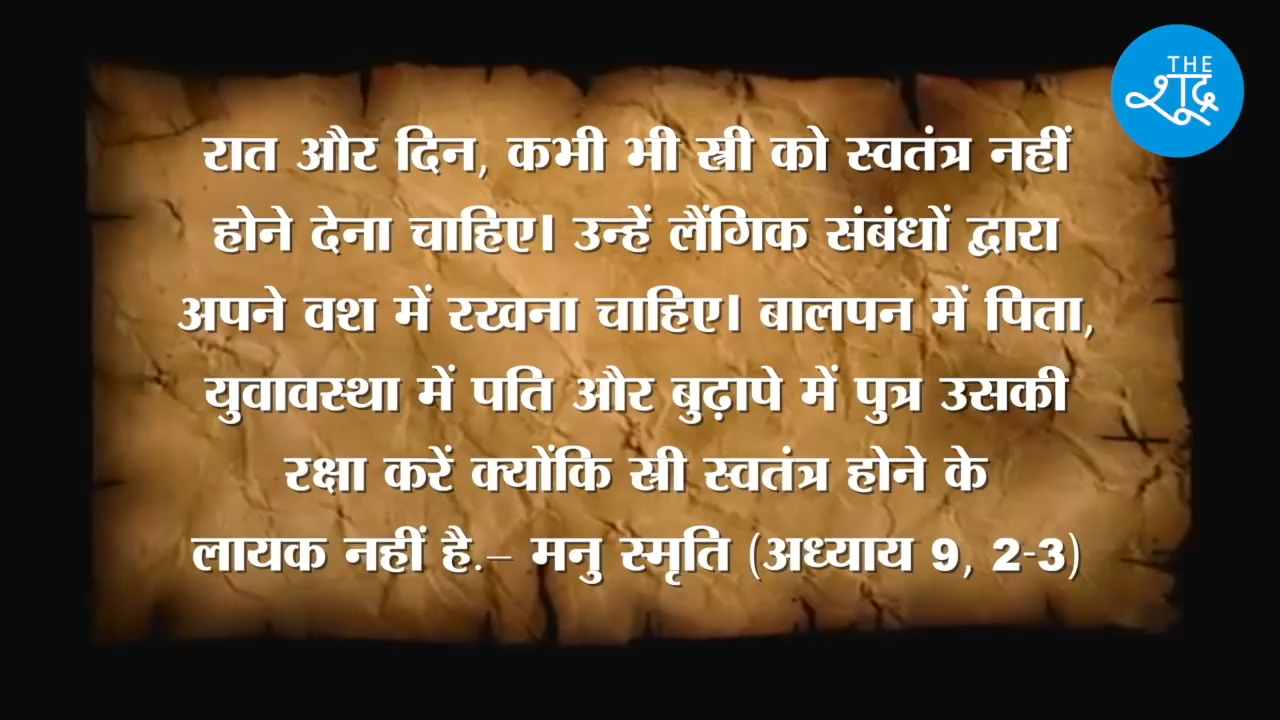 THE
शूद्र
रात और दिन, कभी भी स्री को स्वतंत्र नहीं
होने देना चाहिए। उन्हें लैंगिक संबंधों द्वारा
अपने वश में रखना चाहिए। बालपन में पिता,
युवावस्था में पति और बुढ़ापे में पुत्र उसकी
रक्षा करें क्योंकि स्री स्वतंत्र होने के
लायक नहीं है.– मनु स्मृति (अध्याय 9, 2-3)